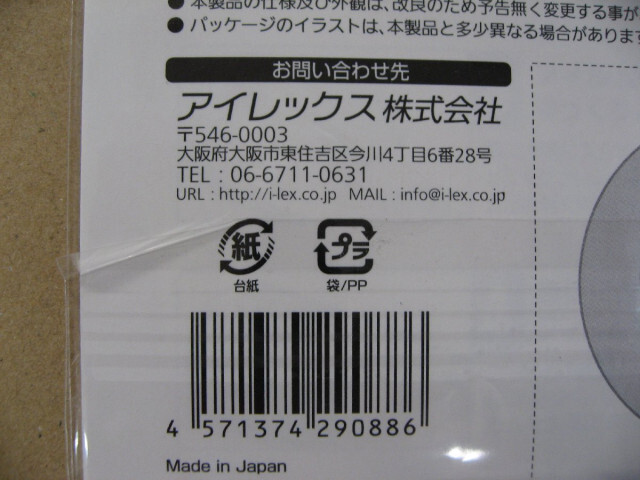 ● 本製品の仕様及び外観は、改良のため予告無く変更する事が
● パッケージのイラストは、本製品と多少異なる場合がありま
お問い合わせ先
アイレックス株式会社
〒546-0003
大阪府大阪市東住吉区今川4丁目6番28号
TEL : 06-6711-0631
URL : http://i-lex.co.jp MAIL : info@i-lex.co.jp
紙 プラ
台紙 袋/PP
4 571374 290886
Made in Japan